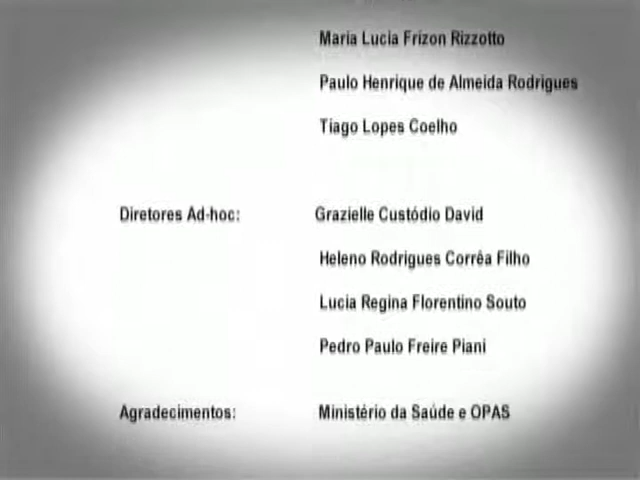 Maria Lucia Frizon Rizzotto
Paulo Henrique de Almeida Rodrigues
Tiago Lopes Coelho
Diretores Ad-hoc: Grazielle Custódio David
Heleno Rodrigues Corrêa Filho
Lucia Regina Florentino Souto
Pedro Paulo Freire Piani
Agradecimentos: Ministério da Saúde e OPAS